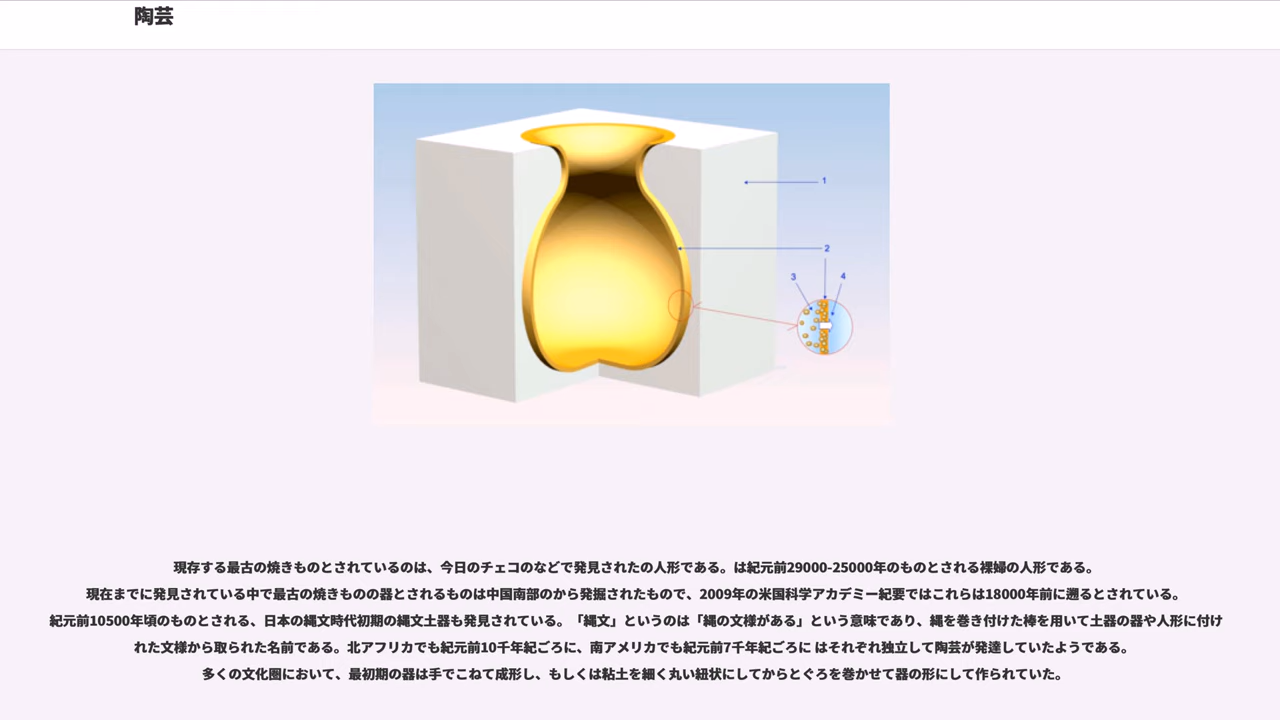 陶芸
1
2
3
4
現存する最古の焼きものとされているのは、今日のチェコのなどで発見されたの人形である。は紀元前29000-25000年のものとされる裸婦の人形である。
現在までに発見されている中で最古の焼きものの器とされるものは中国南部のから発掘されたもので、2009年の米国科学アカデミー紀要ではこれらは18000年前に遡るとされている。
紀元前10500年頃のものとされる、日本の縄文時代初期の縄文土器も発見されている。「縄文」というのは「縄の文様がある」という意味であり、縄を巻き付けた棒を用いて土器の器や人形に付け
れた文様から取られた名前である。北アフリカでも紀元前10千年紀ごろに、南アメリカでも紀元前7千年紀ごろに はそれぞれ独立して陶芸が発達していたようである。
多くの文化圏において、最初期の器は手でこねて成形し、もしくは粘土を細く丸い紐状にしてからとぐろを巻かせて器の形にして作られていた。